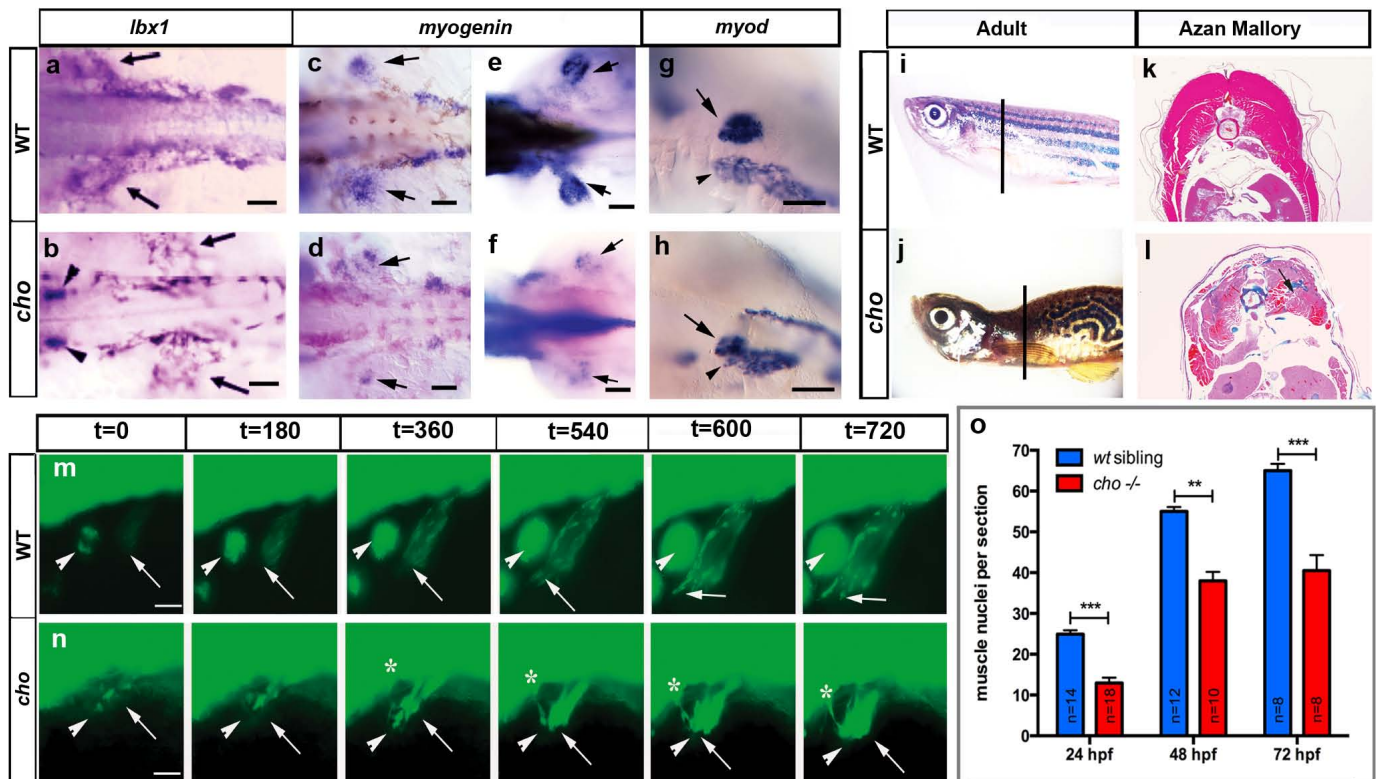 lbx1 myogenin myod
WT
a c e g
cho
b d f h
Adult Azan Mallory
WT
i k
cho
j l
t=0 t=180 t=360 t=540 t=600 t=720
WT
m
cho
n
* * * *
o
muscle nuclei per section
70
60
50
40
30
20
10
0
wt sibling
cho -/-
*** ** ***
n=14 n=18 n=12 n=10 n=8 n=8
24 hpf 48 hpf 72 hpf